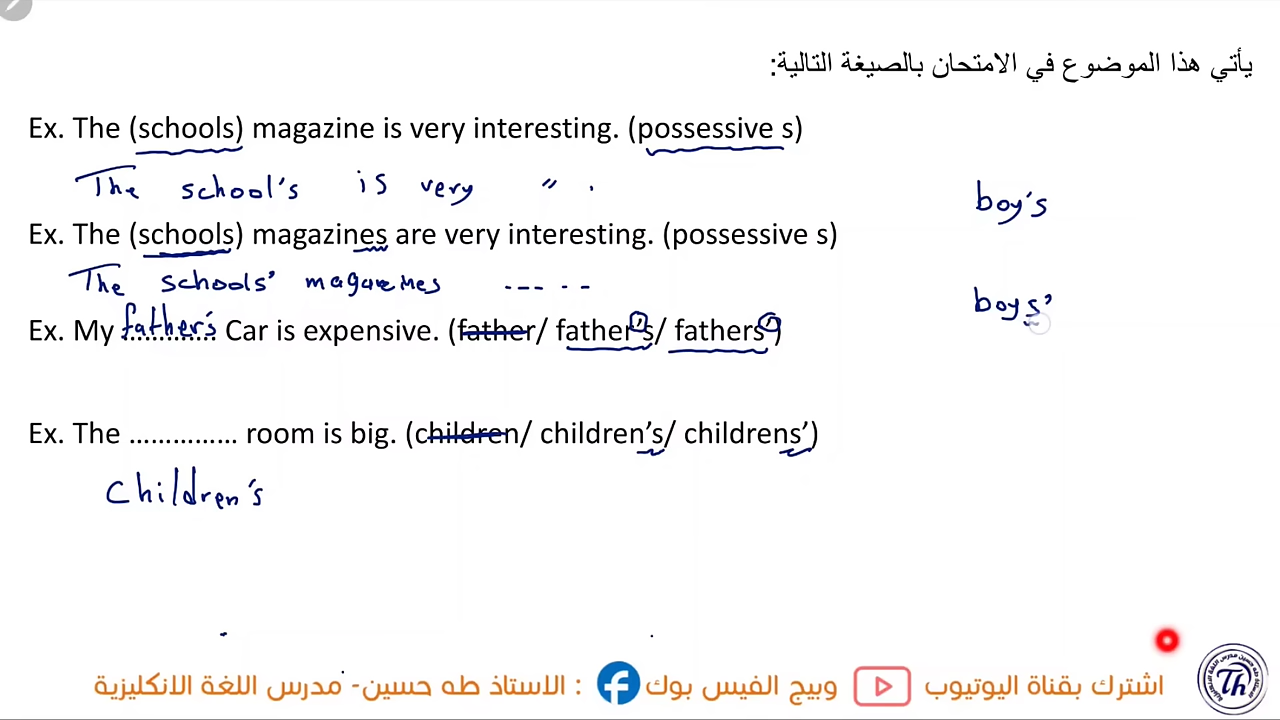 يأتي هذا الموضوع في الامتحان بالصيغة التالية:
Ex. The (schools) magazine is very interesting. (possessive s)
The school's is very 〃 .
boy's
Ex. The (schools) magazines are very interesting. (possessive s)
The schools' magazines ......
boys'
Ex. My ............ Car is expensive. (father/ father's/ fathers')
father's
Ex. The ............... room is big. (children/ children's/ childrens')
Children's
اشترك بقناة اليوتيوب وبيج الفيس بوك : الاستاذ طه حسين- مدرس اللغة الانكليزية
Th